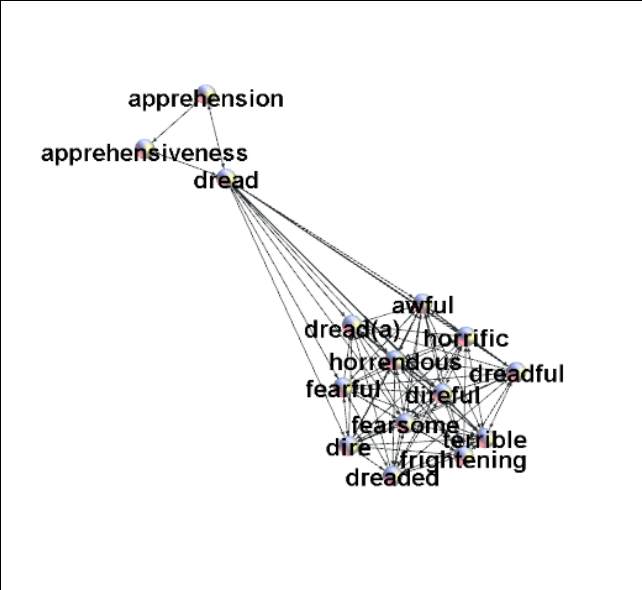 apprehension
apprehensiveness
dread
awful
dread(a)
horrific
horrendous
dreadful
fearful
direful
fearsome
terrible
dire
frightening
dreaded